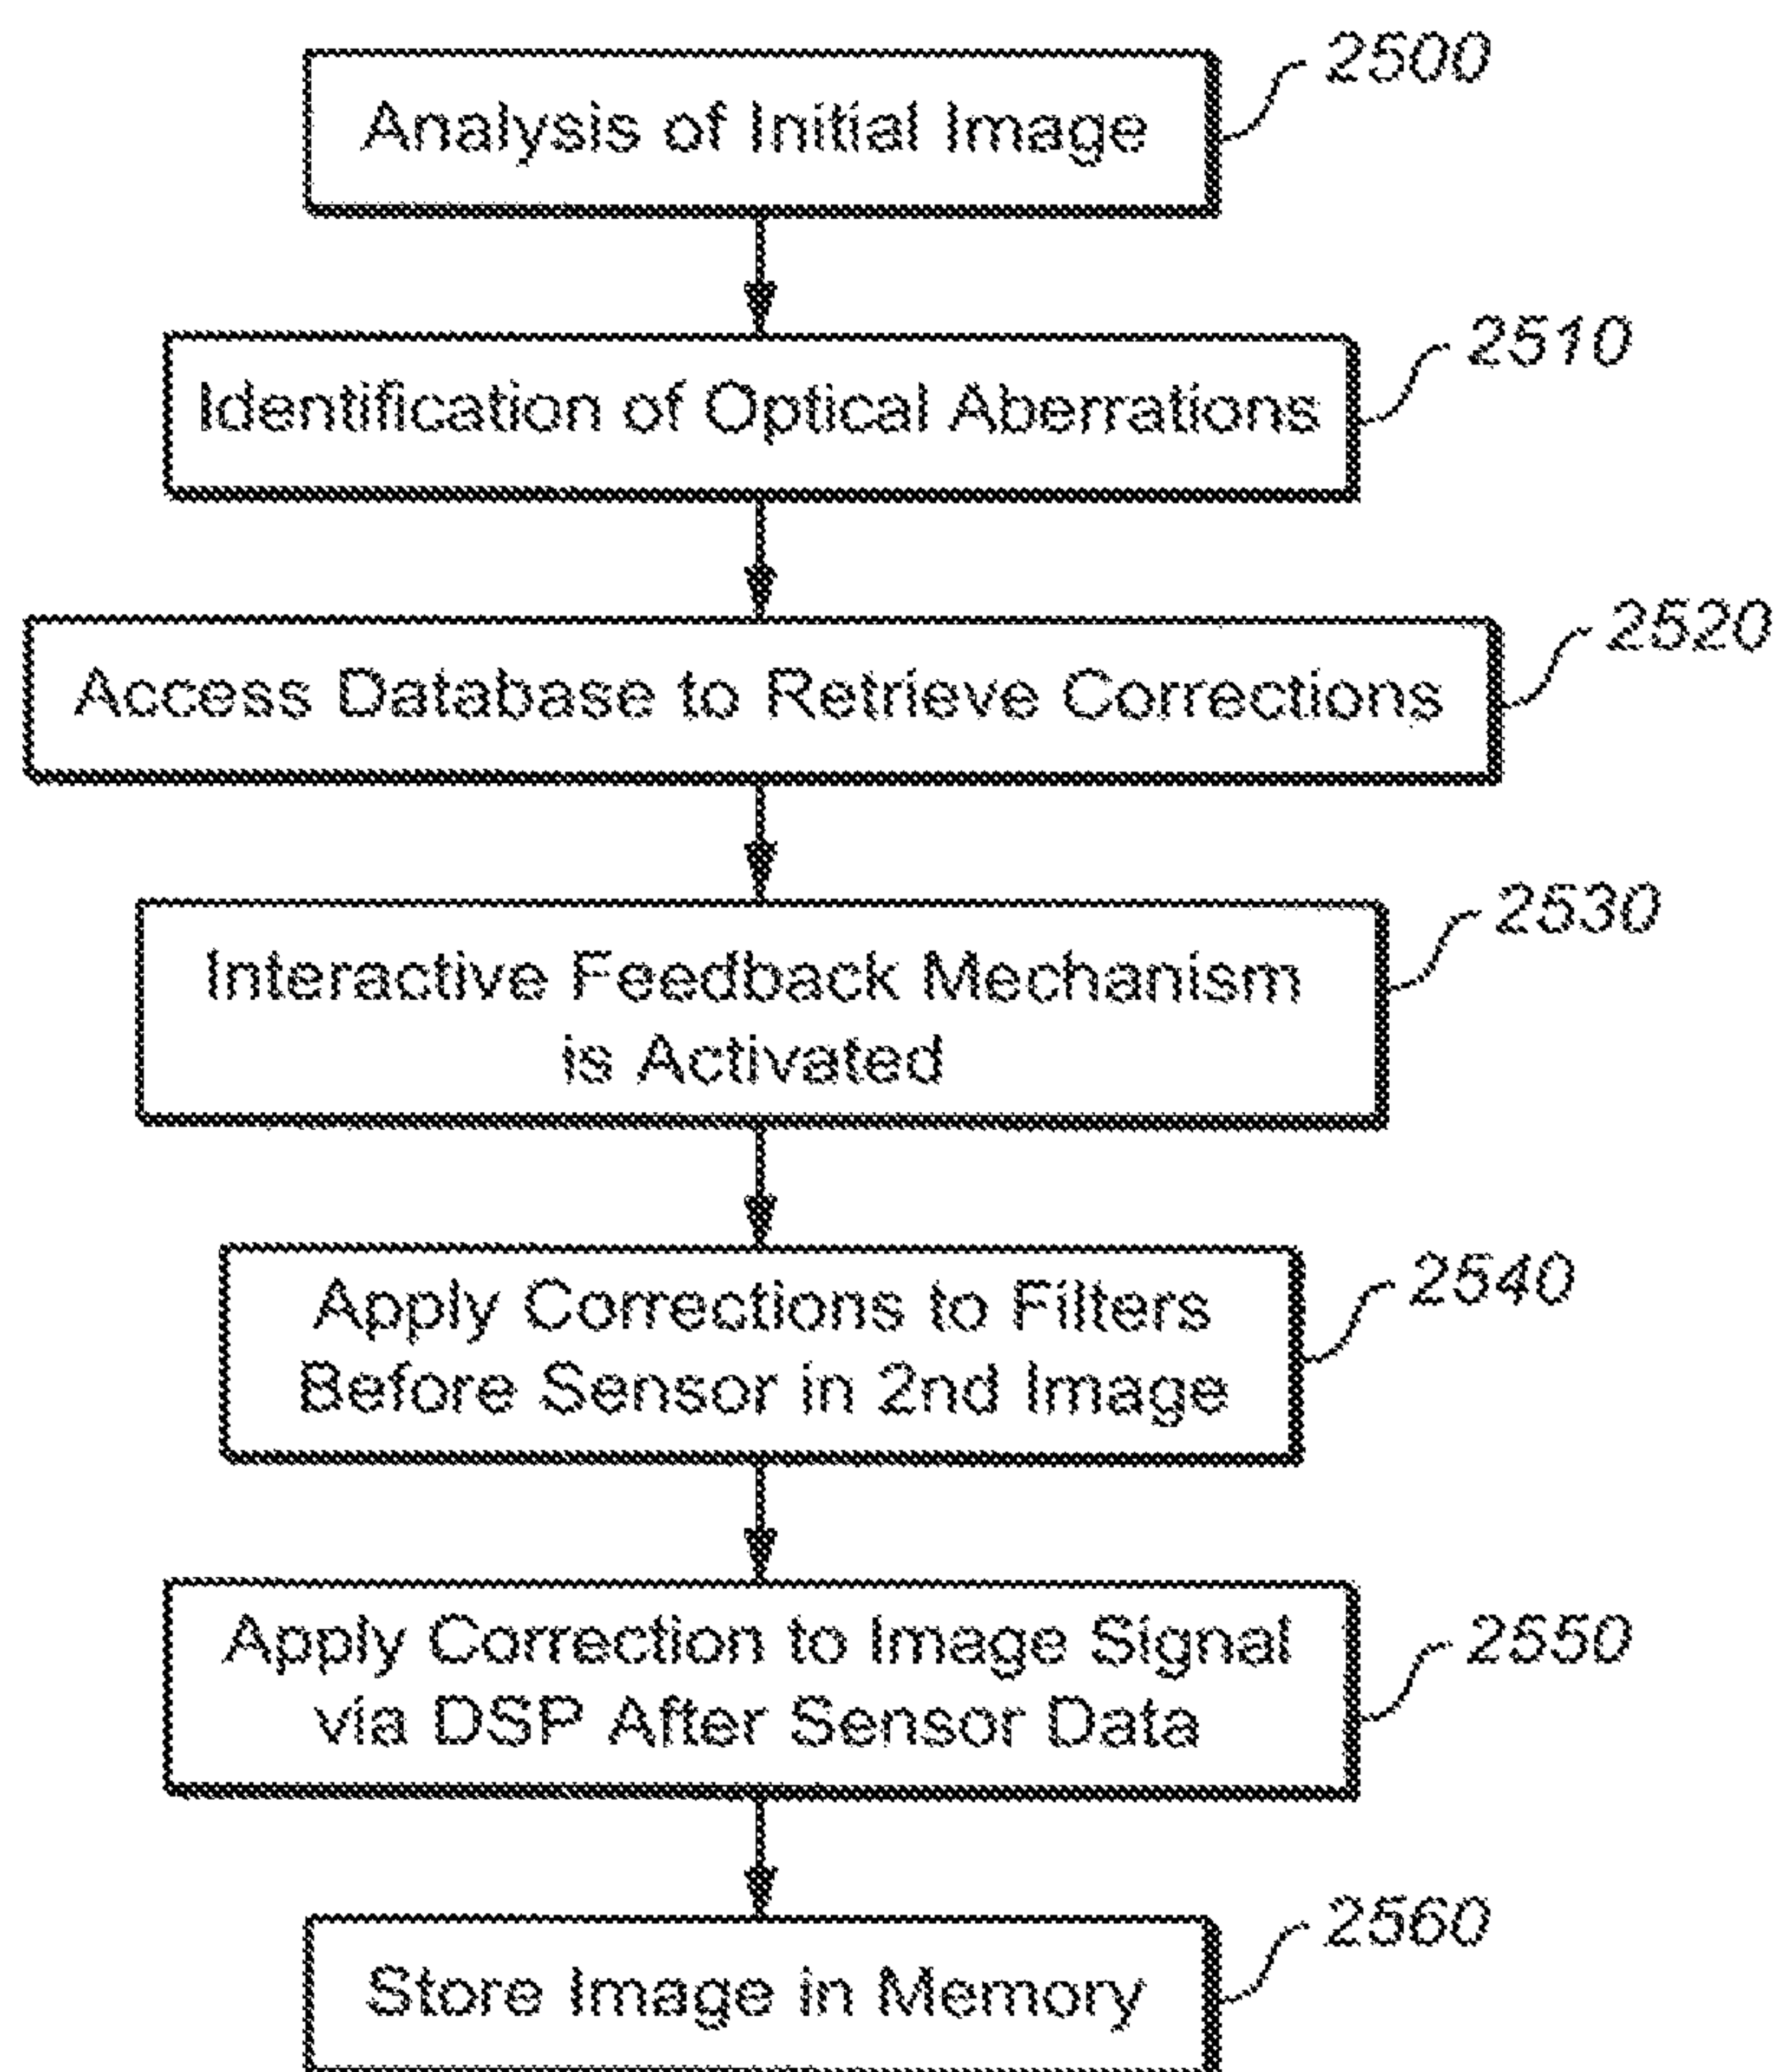 2500
Analysis of Initial Image
2510
Identification of Optical Aberrations
2520
Access Database to Retrieve Corrections
2530
Interactive Feedback Mechanism
is Activated
2540
Apply Corrections to Filters
Before Sensor in 2nd Image
2550
Apply Correction to Image Signal
via DSP After Sensor Data
2560
Store Image in Memory